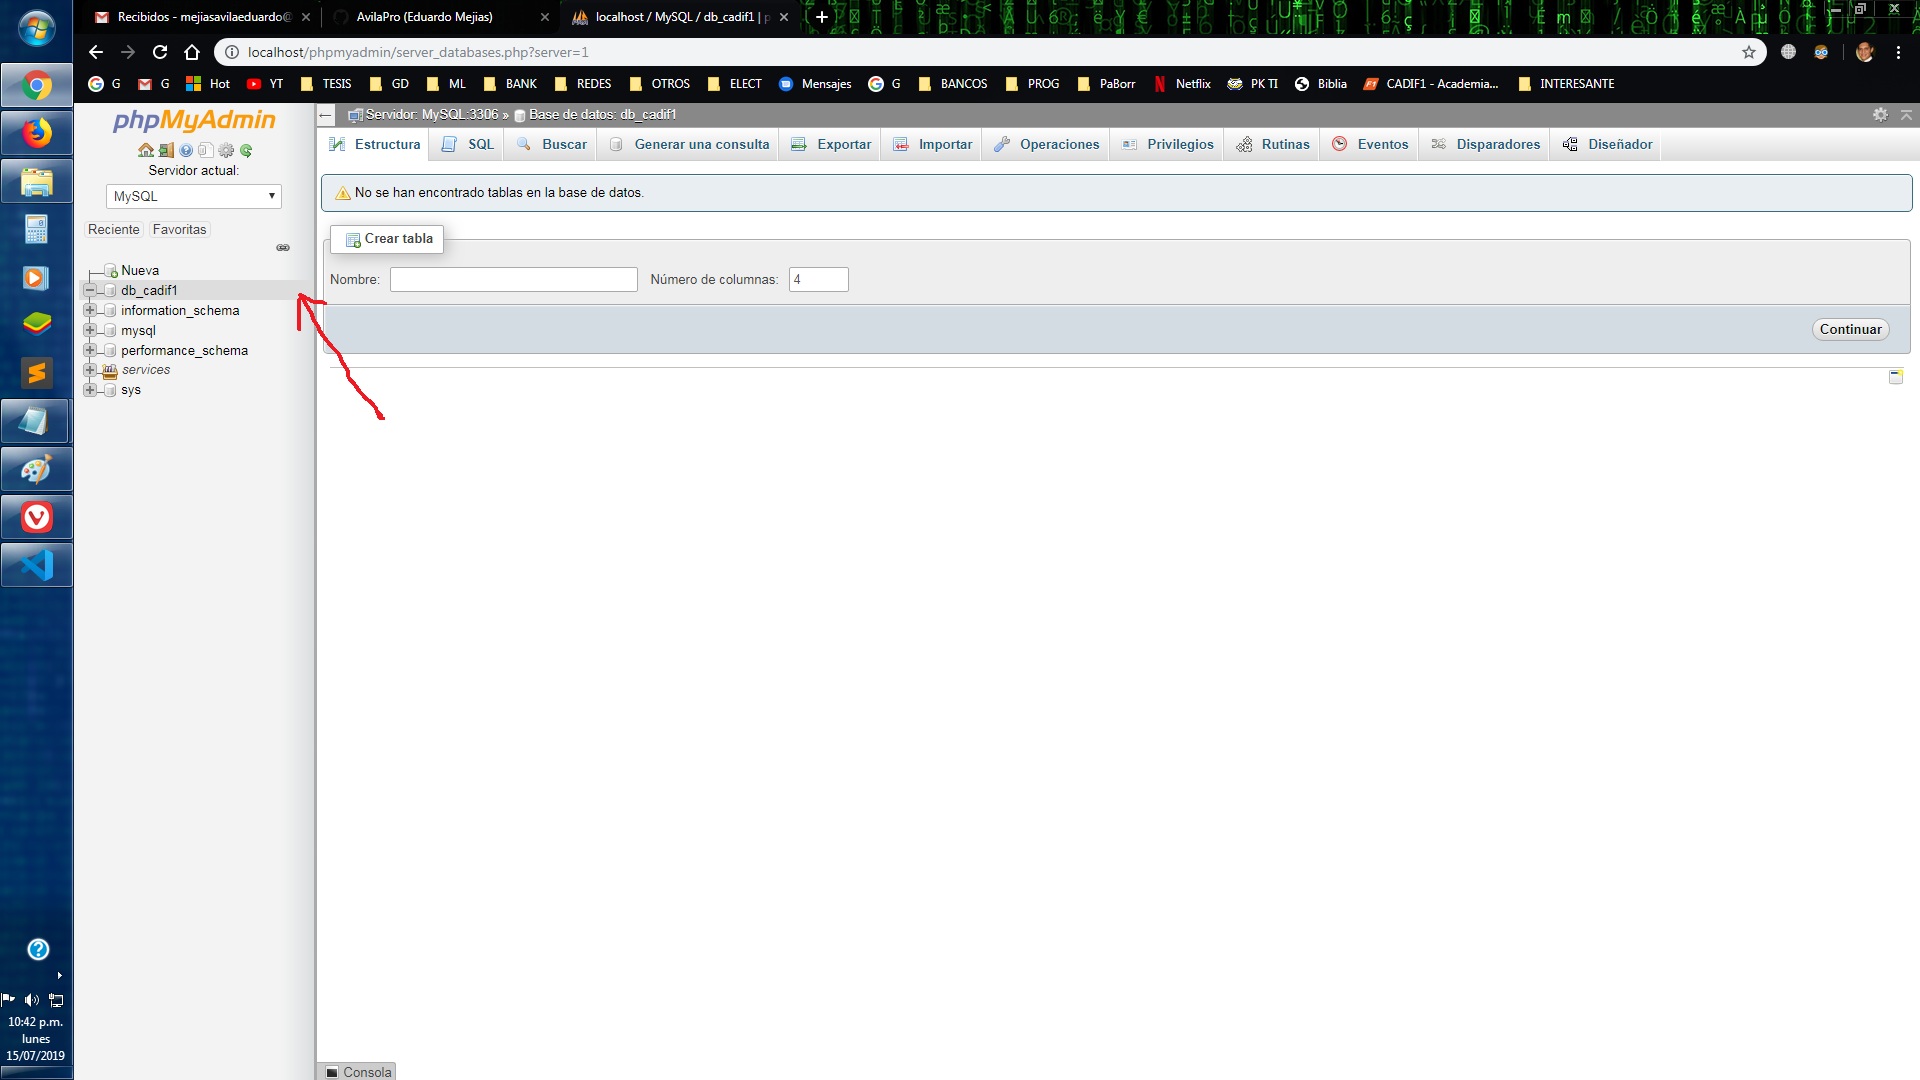 Recibidos - mejiasavilaeduardo@
AvilaPro (Eduardo Mejias)
localhost / MySQL / db_cadif1 | p
localhost/phpmyadmin/server_databases.php?server=1
G G Hot YT TESIS GD ML BANK REDES OTROS ELECT Mensajes G BANCOS PROG PaBorr Netflix PK TI Biblia CADIF1 - Academia... INTERESANTE
phpMyAdmin
Servidor actual:
MySQL
Reciente Favoritas
Nueva
db_cadif1
information_schema
mysql
performance_schema
services
sys
Servidor: MySQL:3306 » Base de datos: db_cadif1
Estructura SQL Buscar Generar una consulta Exportar Importar Operaciones Privilegios Rutinas Eventos Disparadores Diseñador
No se han encontrado tablas en la base de datos.
Crear tabla
Nombre: Número de columnas: 4
Continuar
Consola
10:42 p.m.
lunes
15/07/2019